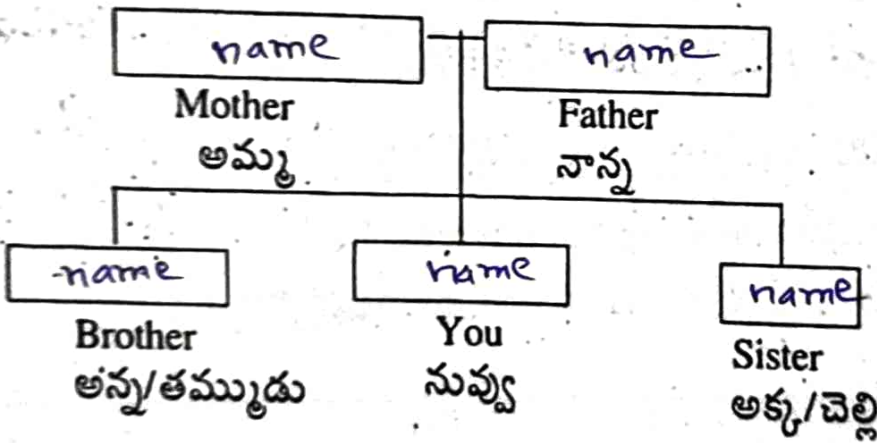 name name
Mother Father
అమ్మ నాన్న
name name name
Brother You Sister
అన్న/తమ్ముడు నువ్వు అక్క/చెల్లి